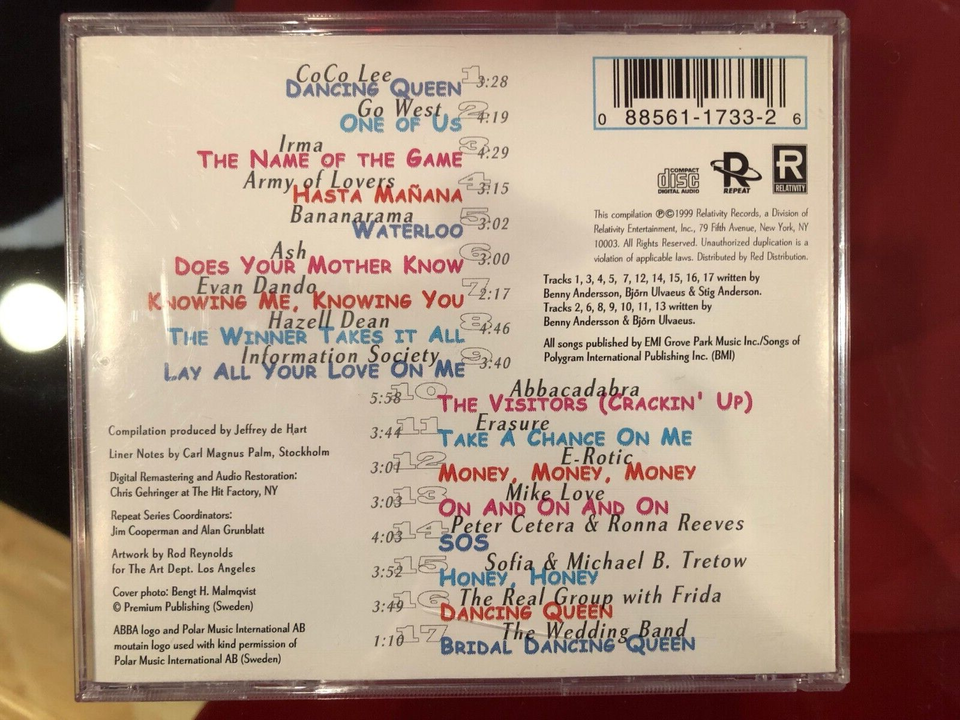 CoCo Lee
1
DANCING QUEEN 3:28
Go West
2
ONE OF US 4:19
Irma
3
THE NAME OF THE GAME 4:29
Army of Lovers
4
HASTA MAÑANA 3:15
Bananarama
5
WATERLOO 3:02
Ash
6
DOES YOUR MOTHER KNOW 3:00
Evan Dando
7
KNOWING ME, KNOWING YOU 2:17
Hazell Dean
8
THE WINNER TAKES IT ALL 4:46
Information Society
9
LAY ALL YOUR LOVE ON ME 3:40
Abbacadabra
5:58 10
THE VISITORS (CRACKIN' UP)
Erasure
3:44 11
TAKE A CHANCE ON ME
E-Rotic
3:01 12
MONEY, MONEY, MONEY
Mike Love
3:03 13
ON AND ON AND ON
Peter Cetera & Ronna Reeves
4:03 14
SOS
Sofia & Michael B. Tretow
3:52 15
HONEY, HONEY
The Real Group with Frida
3:49 16
DANCING QUEEN
The Wedding Band
1:10 17
BRIDAL DANCING QUEEN
0 88561-1733-2 6
COMPACT
disc
DIGITAL AUDIO
R
REPEAT
R
RELATIVITY
This compilation ℗©1999 Relativity Records, a Division of
Relativity Entertainment, Inc., 79 Fifth Avenue, New York, NY
10003. All Rights Reserved. Unauthorized duplication is a
violation of applicable laws. Distributed by Red Distribution.
Tracks 1, 3, 4, 5, 7, 12, 14, 15, 16, 17 written by
Benny Andersson, Björn Ulvaeus & Stig Anderson.
Tracks 2, 6, 8, 9, 10, 11, 13 written by
Benny Andersson & Björn Ulvaeus.
All songs published by EMI Grove Park Music Inc./Songs of
Polygram International Publishing Inc. (BMI)
Compilation produced by Jeffrey de Hart
Liner Notes by Carl Magnus Palm, Stockholm
Digital Remastering and Audio Restoration:
Chris Gehringer at The Hit Factory, NY
Repeat Series Coordinators:
Jim Cooperman and Alan Grunblatt
Artwork by Rod Reynolds
for The Art Dept. Los Angeles
Cover photo: Bengt H. Malmqvist
© Premium Publishing (Sweden)
ABBA logo and Polar Music International AB
moutain logo used with kind permission of
Polar Music International AB (Sweden)